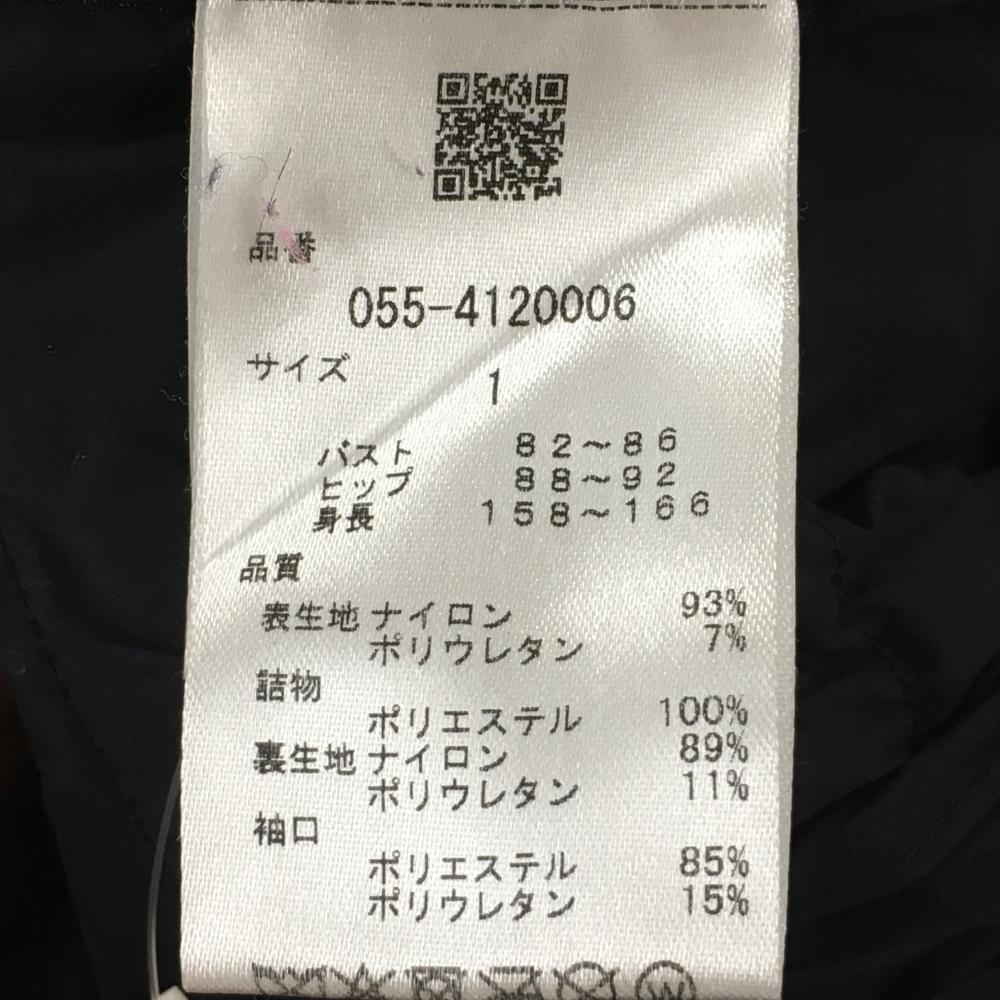 品番
055-4120006
サイズ
1
バスト 82～86
ヒップ 88～92
身長 158～166
品質
表生地 ナイロン 93%
ポリウレタン 7%
詰物
ポリエステル 100%
裏生地 ナイロン 89%
ポリウレタン 11%
袖口
ポリエステル 85%
ポリウレタン 15%
W